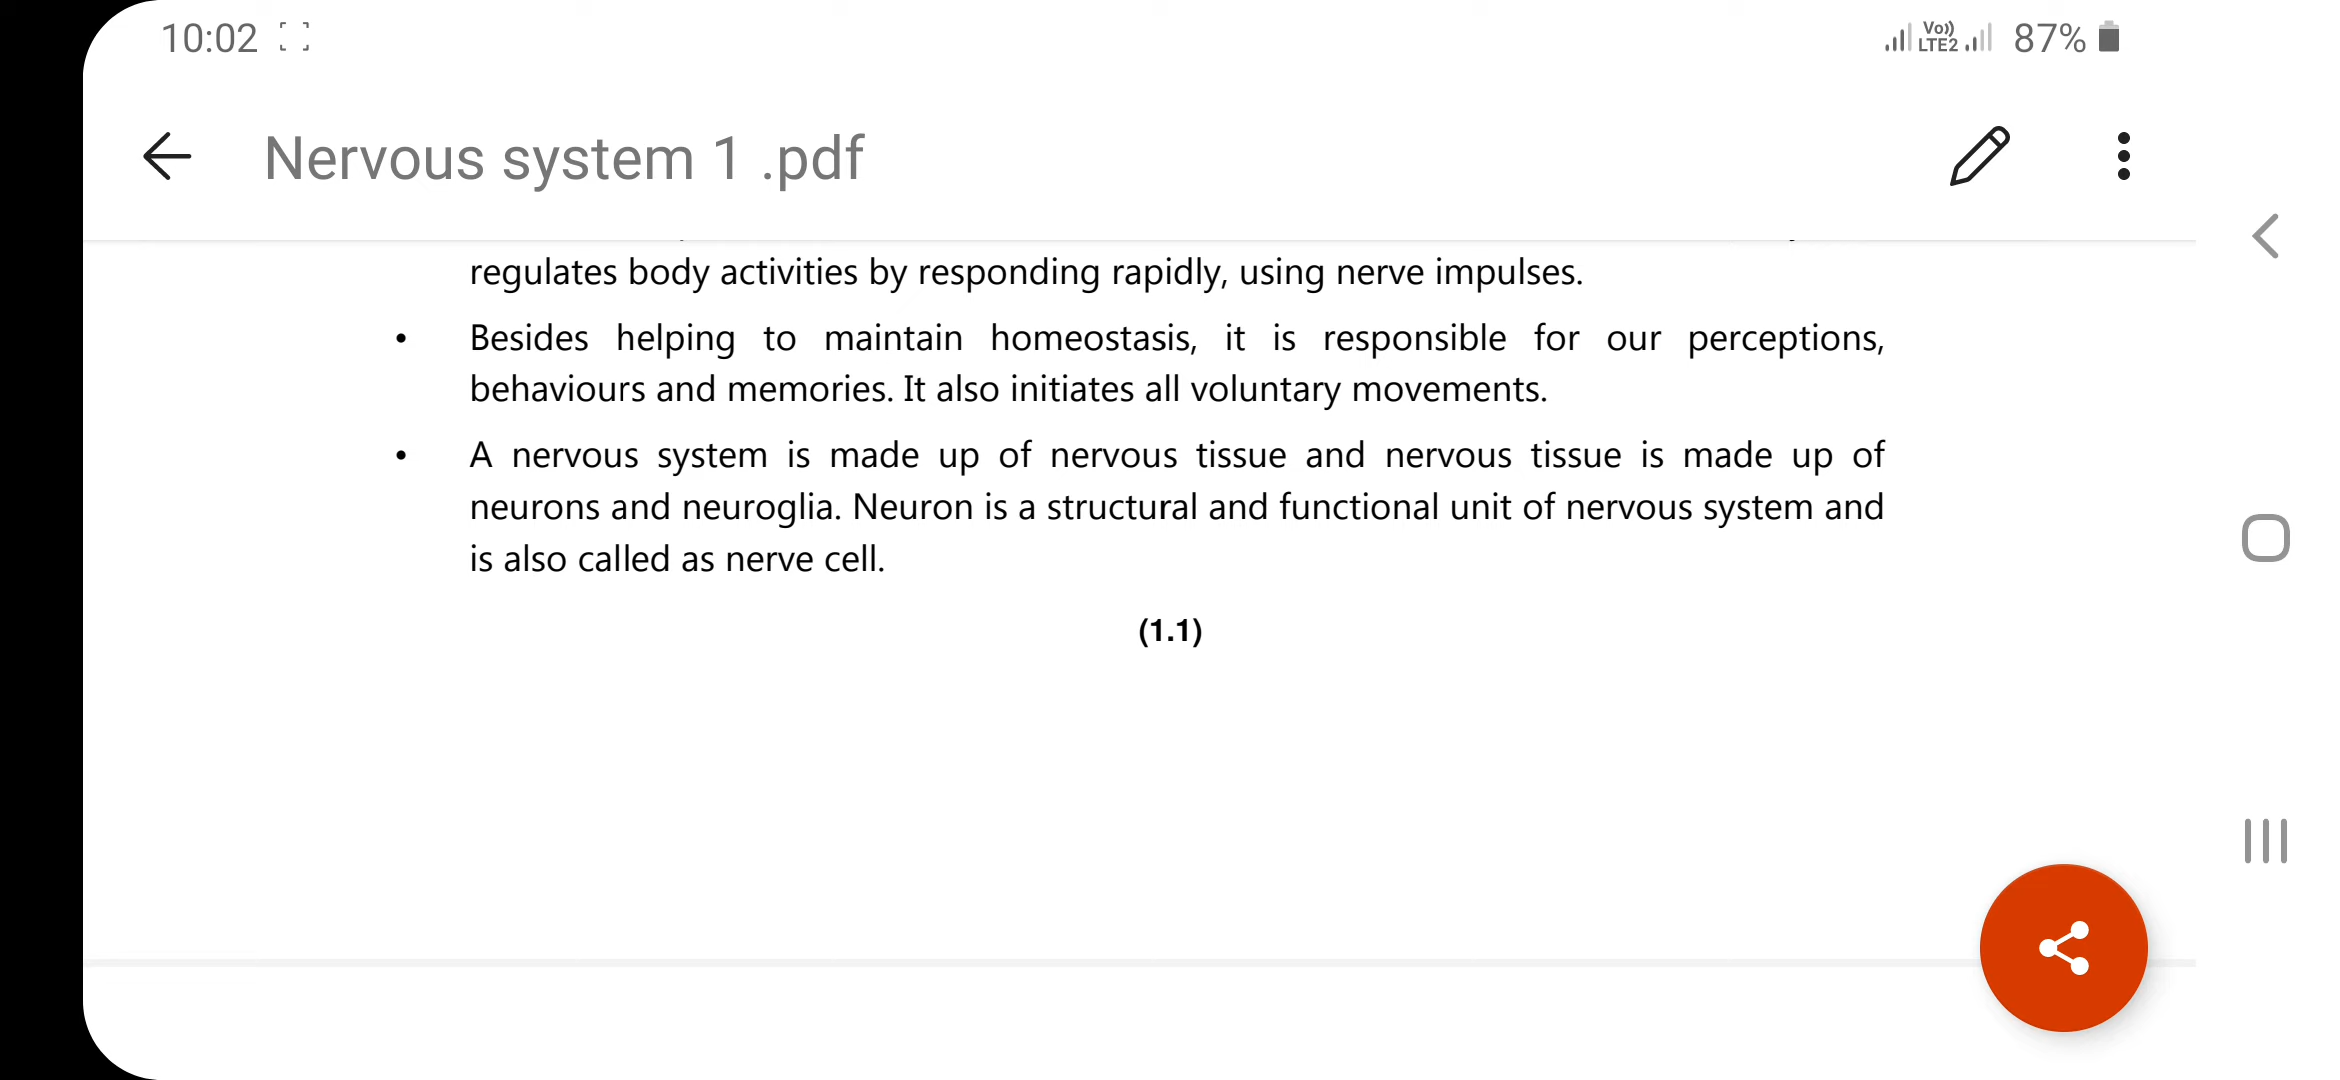 10:02
Vo)) LTE2 87%
Nervous system 1 .pdf
regulates body activities by responding rapidly, using nerve impulses.
• Besides helping to maintain homeostasis, it is responsible for our perceptions,
behaviours and memories. It also initiates all voluntary movements.
• A nervous system is made up of nervous tissue and nervous tissue is made up of
neurons and neuroglia. Neuron is a structural and functional unit of nervous system and
is also called as nerve cell.
(1.1)